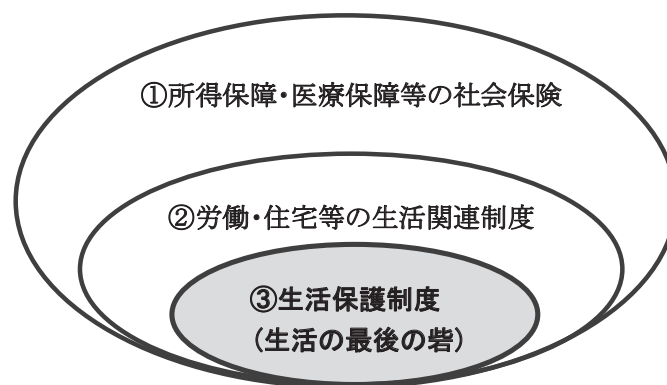 ①所得保障・医療保障等の社会保険
②労働・住宅等の生活関連制度
③生活保護制度
（生活の最後の砦）